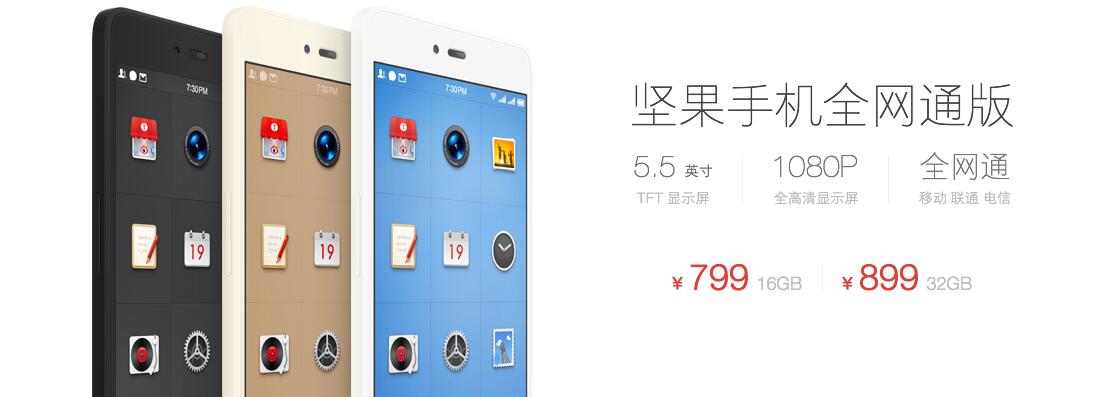 7:30PM
7:30PM
7:30PM
T
T
T
19
19
19
坚果手机全网通版
5.5 英寸
1080P
全网通
TFT 显示屏
全高清显示屏
移动 联通 电信
¥ 799 16GB
¥ 899 32GB